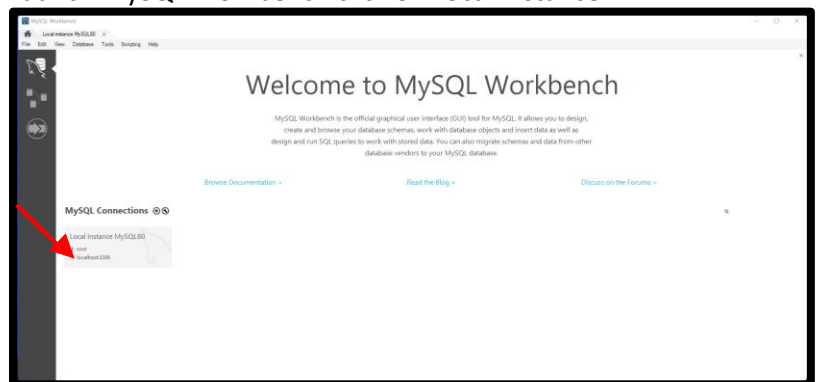 MySQL Workbench
Local instance MySQL80 ×
File Edit View Database Tools Scripting Help
Welcome to MySQL Workbench
MySQL Workbench is the official graphical user interface (GUI) tool for MySQL. It allows you to design,
create and browse your database schemas, work with database objects and insert data as well as
design and run SQL queries to work with stored data. You can also migrate schemas and data from other
database vendors to your MySQL database.
Browse Documentation > Read the Blog > Discuss on the Forums >
MySQL Connections
Local instance MySQL80
root
localhost:3306